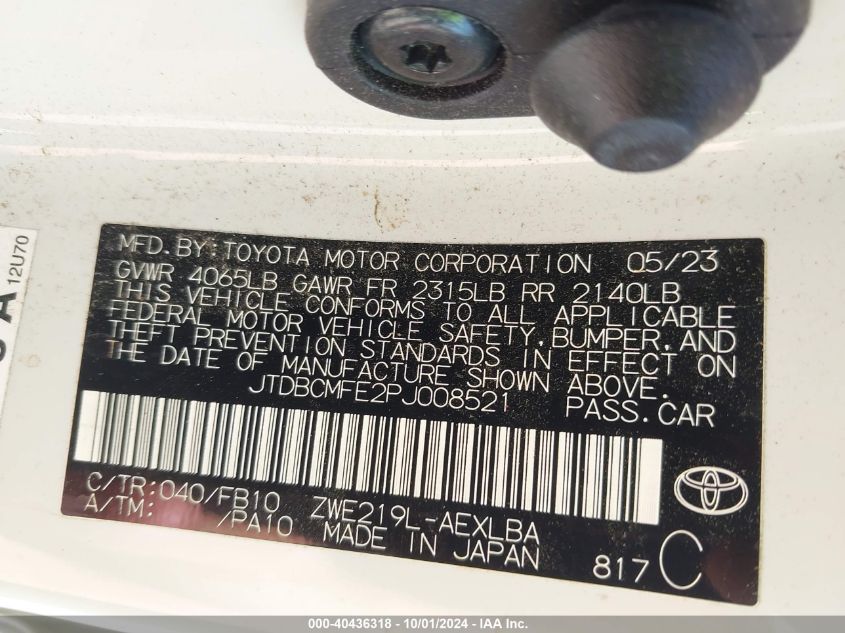 12U70
A
MFD. BY: TOYOTA MOTOR CORPORATION 05/23
GVWR 4065LB GAWR FR 2315LB RR 2140LB
THIS VEHICLE CONFORMS TO ALL APPLICABLE
FEDERAL MOTOR VEHICLE SAFETY, BUMPER, AND
THEFT PREVENTION STANDARDS IN EFFECT ON
THE DATE OF MANUFACTURE SHOWN ABOVE.
JTDBCMFE2PJ008521 PASS. CAR
C/TR:040/FB10 ZWE219L-AEXLBA
A/TM: /PA10 MADE IN JAPAN
817 C
000-40436318 - 10/01/2024 - IAA Inc.